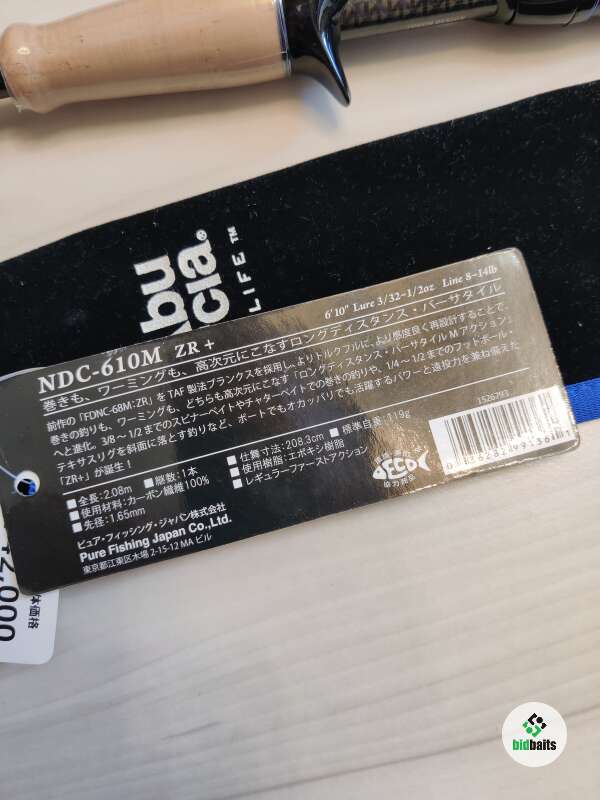 bu
cia®
LIFE™
NDC-610M ZR+
6'10" Lure 3/32-1/2oz Line 8-14lb
巻きも、ワーミングも、高次元にこなすロングディスタンス・バーサタイル
前作の「FDNC-68M:ZR」をTAF製法ブランクスを採用し、よりトルクフルに、より感度良く再設計することで、
巻きの釣りも、ワーミングも、どちらも高次元にこなす「ロングディスタンス・バーサタイルMアクション」
へと進化。3/8〜1/2までのスピナーベイトやチャターベイトでの巻きの釣りや、1/4〜1/2までのフットボール・
テキサスリグを斜面に落とす釣りなど、ボートでもオカッパリでも活躍するパワーと遠投力を兼ね備えた
「ZR+」が誕生！
1526793
■全長:2.08m ■継数:1本 ■仕舞寸法:208.3cm ■標準自重:119g
■使用材料:カーボン繊維100% ■使用樹脂:エポキシ樹脂
■先径:1.65mm ■レギュラーファーストアクション
ECO
ピュア・フィッシング・ジャパン株式会社
Pure Fishing Japan Co.,Ltd.
東京都江東区木場2-15-12 MAビル
体価格
2,000
bidbaits